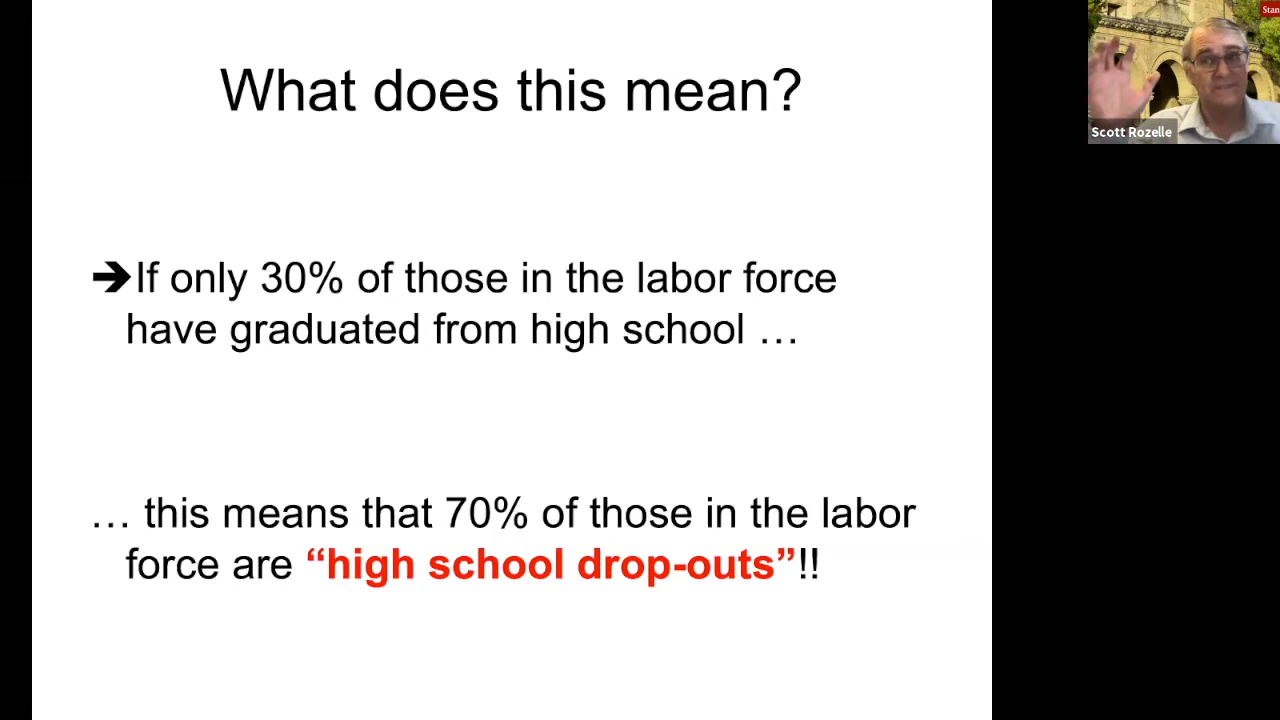 What does this mean?
➔If only 30% of those in the labor force
have graduated from high school …
… this means that 70% of those in the labor
force are “high school drop-outs”!!
Scott Rozelle
Stan